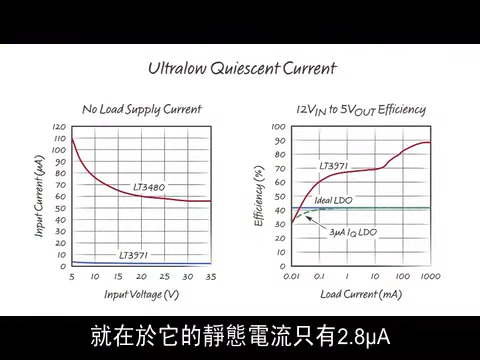 Ultralow Quiescent Current
No Load Supply Current
120
110
100
90
80
70
60
50
40
30
20
10
0
Input Current (µA)
LT3480
LT3971
5 10 15 20 25 30 35
Input Voltage (V)
12VIN to 5VOUT Efficiency
100
90
80
70
60
50
40
30
20
10
0
Efficiency (%)
LT3971
Ideal LDO
3µA IQ LDO
0.01 0.1 1 10 100 1000
Load Current (mA)
就在於它的靜態電流只有2.8µA